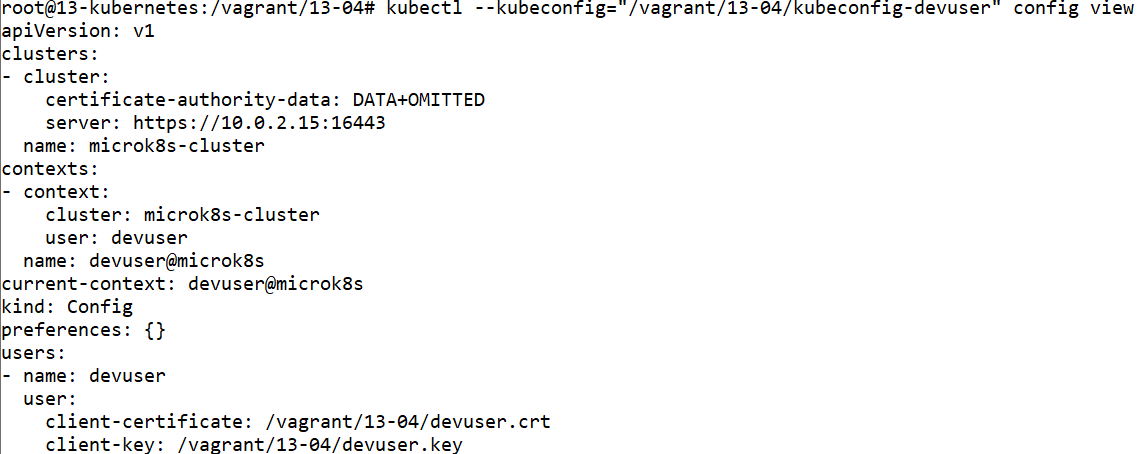 root@13-kubernetes:/vagrant/13-04# kubectl --kubeconfig="/vagrant/13-04/kubeconfig-devuser" config view
apiVersion: v1
clusters:
- cluster:
    certificate-authority-data: DATA+OMITTED
    server: https://10.0.2.15:16443
  name: microk8s-cluster
contexts:
- context:
    cluster: microk8s-cluster
    user: devuser
  name: devuser@microk8s
current-context: devuser@microk8s
kind: Config
preferences: {}
users:
- name: devuser
  user:
    client-certificate: /vagrant/13-04/devuser.crt
    client-key: /vagrant/13-04/devuser.key